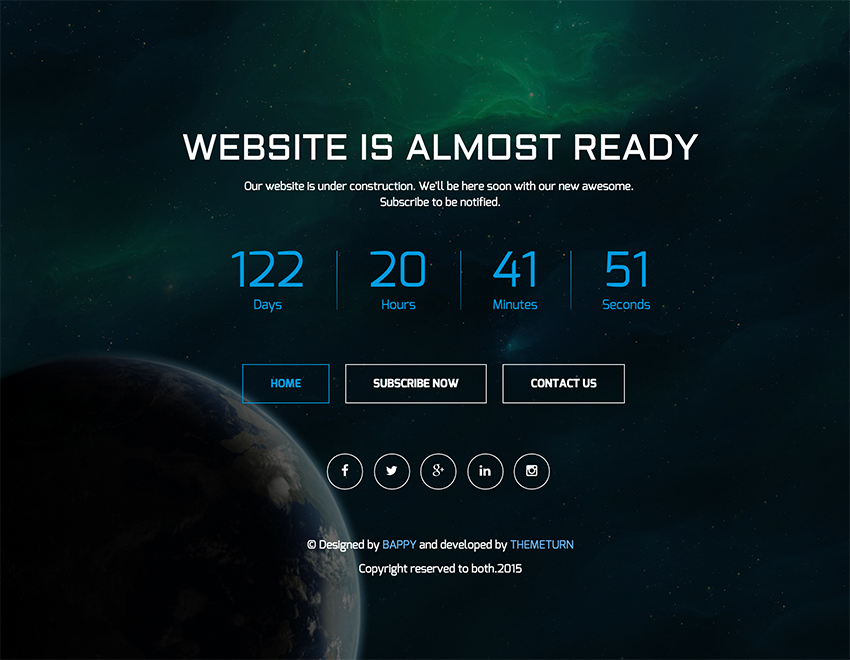 WEBSITE IS ALMOST READY
Our website is under construction. We'll be here soon with our new awesome.
Subscribe to be notified.
122 20 41 51
Days Hours Minutes Seconds
HOME SUBSCRIBE NOW CONTACT US
f g+ in
© Designed by BAPPY and developed by THEMETURN
Copyright reserved to both.2015